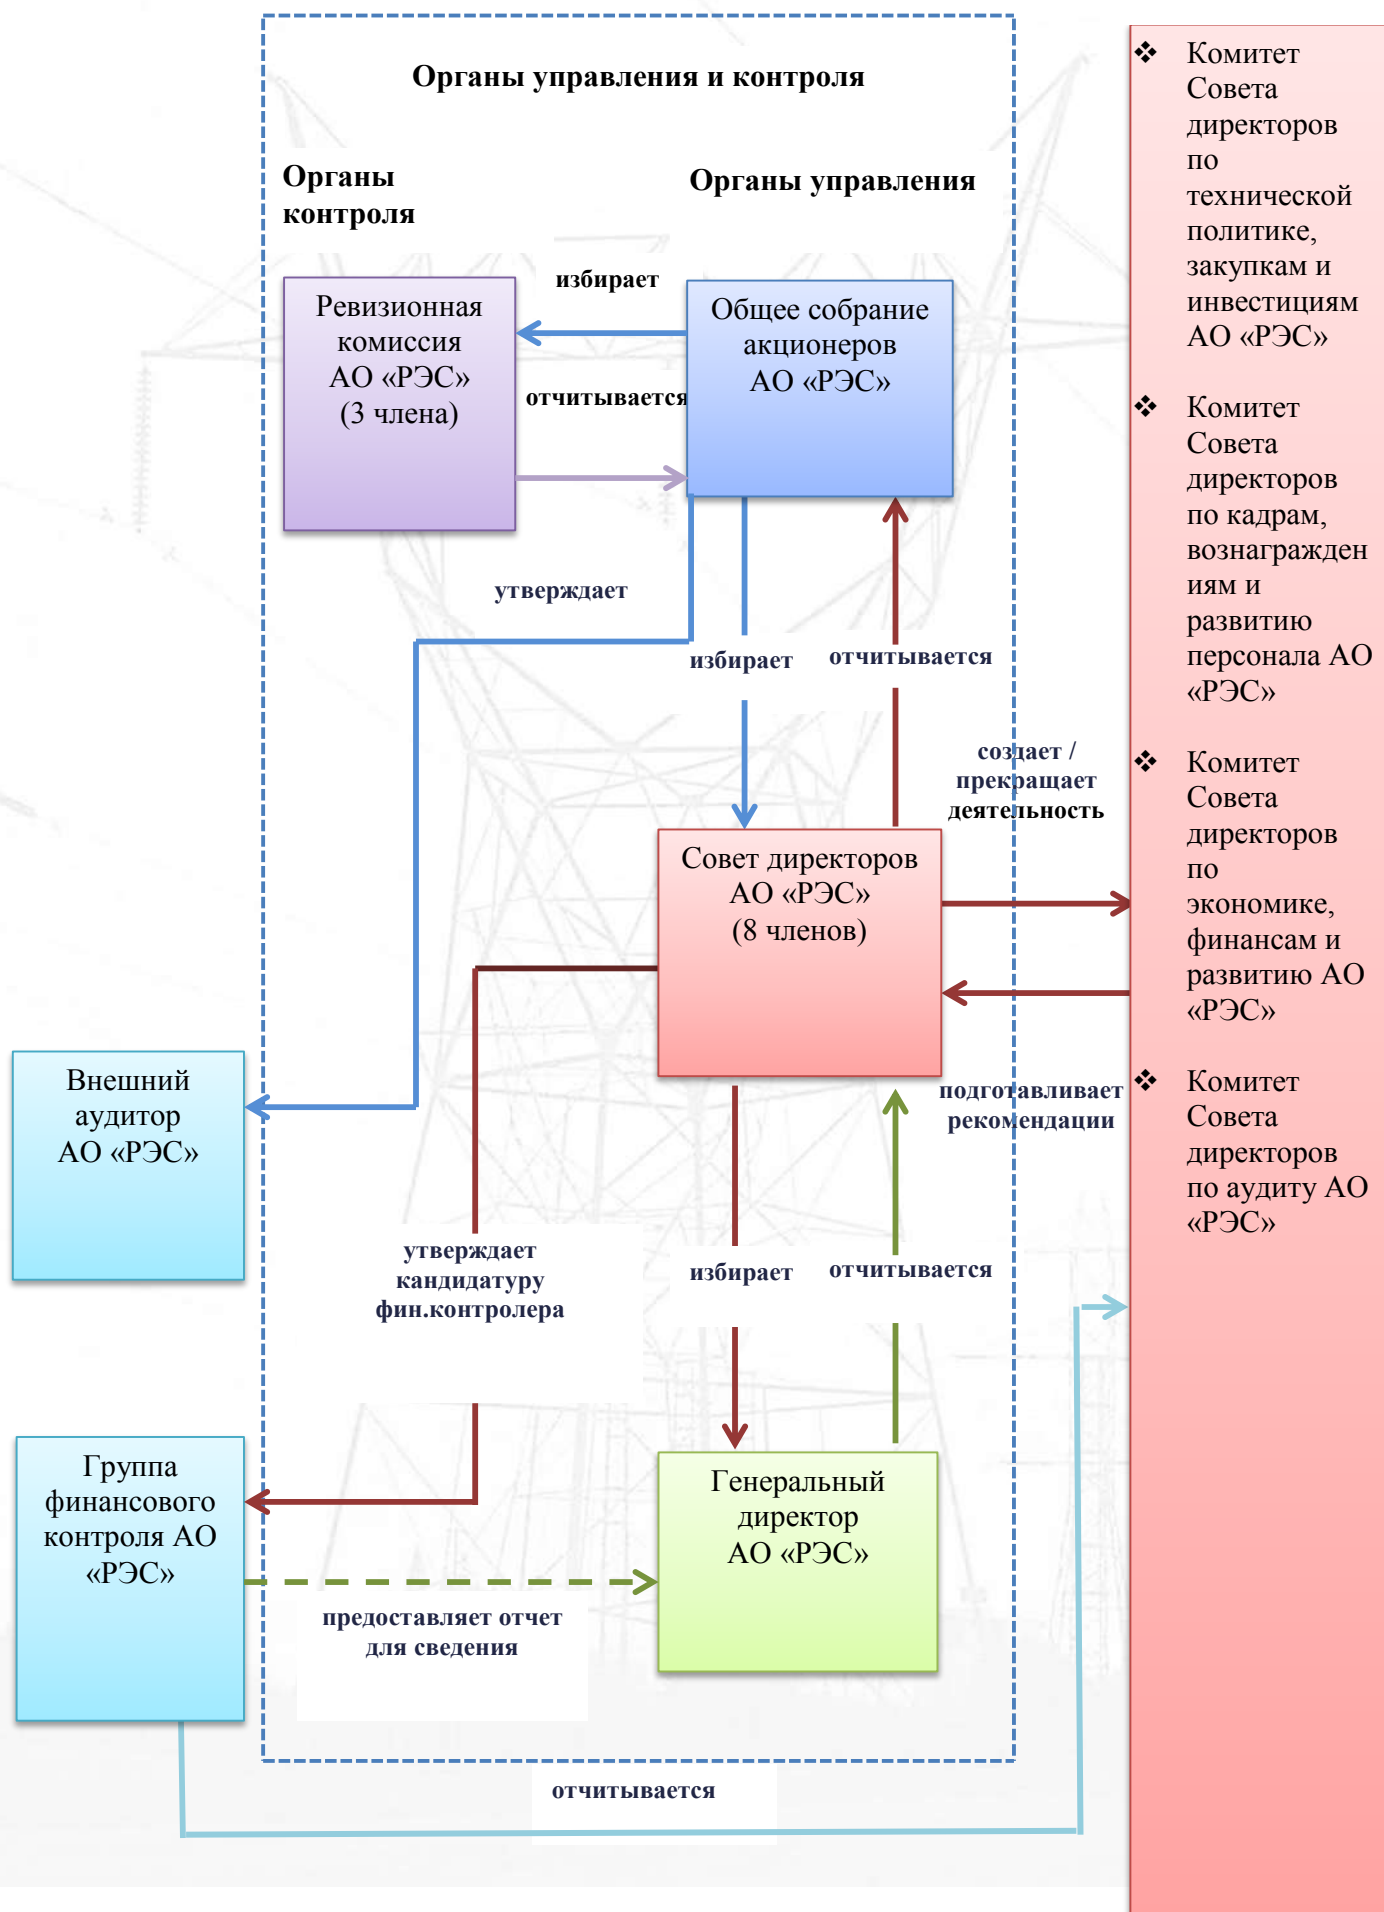 Органы управления и контроля
Органы
контроля
Органы управления
избирает
Ревизионная
комиссия
АО «РЭС»
(3 члена)
Общее собрание
акционеров
АО «РЭС»
отчитывается
утверждает
избирает
отчитывается
создает /
прекращает
деятельность
Совет директоров
АО «РЭС»
(8 членов)
Внешний
аудитор
АО «РЭС»
подготавливает
рекомендации
утверждает
кандидатуру
фин.контролера
избирает
отчитывается
Группа
финансового
контроля АО
«РЭС»
Генеральный
директор
АО «РЭС»
предоставляет отчет
для сведения
отчитывается
❖ Комитет
Совета
директоров
по
технической
политике,
закупкам и
инвестициям
АО «РЭС»
❖ Комитет
Совета
директоров
по кадрам,
вознагражден
иям и
развитию
персонала АО
«РЭС»
❖ Комитет
Совета
директоров
по
экономике,
финансам и
развитию АО
«РЭС»
❖ Комитет
Совета
директоров
по аудиту АО
«РЭС»